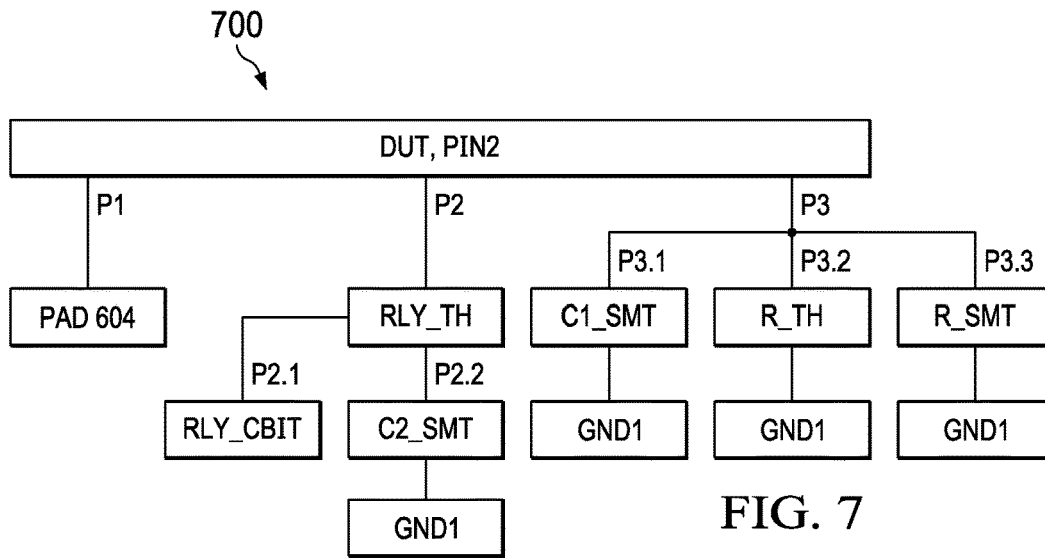 700
DUT, PIN2
P1 P2 P3
P3.1 P3.2 P3.3
PAD 604 RLY_TH C1_SMT R_TH R_SMT
P2.1 P2.2
RLY_CBIT C2_SMT GND1 GND1 GND1
GND1
FIG. 7